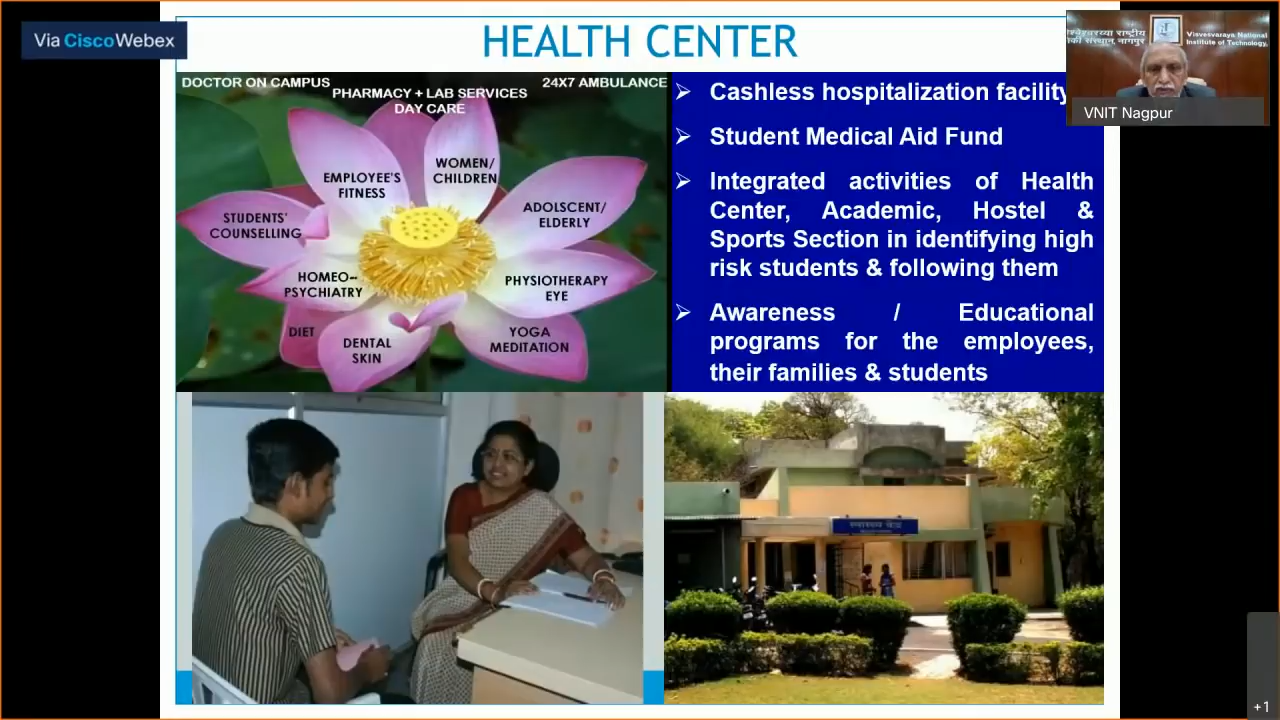 Via Cisco Webex
HEALTH CENTER
DOCTOR ON CAMPUS
PHARMACY + LAB SERVICES
DAY CARE
24X7 AMBULANCE
EMPLOYEE'S
FITNESS
WOMEN/
CHILDREN
STUDENTS'
COUNSELLING
ADOLSCENT/
ELDERLY
HOMEO-
PSYCHIATRY
PHYSIOTHERAPY
EYE
DIET
DENTAL
SKIN
YOGA
MEDITATION
➢ Cashless hospitalization facility
➢ Student Medical Aid Fund
➢ Integrated activities of Health
Center, Academic, Hostel &
Sports Section in identifying high
risk students & following them
➢ Awareness / Educational
programs for the employees,
their families & students
राष्ट्रीय
संस्थान, नागपुर
Visvesvaraya National
Institute of Technology,
VNIT Nagpur
स्वास्थ्य केंद्र
+1